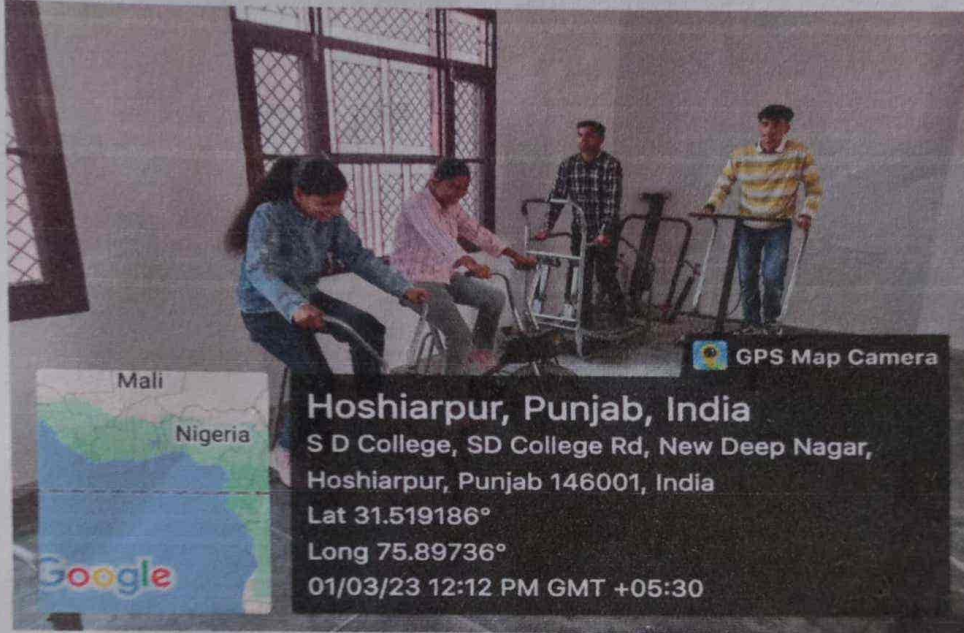 Mali
Nigeria
Google
GPS Map Camera
Hoshiarpur, Punjab, India
S D College, SD College Rd, New Deep Nagar,
Hoshiarpur, Punjab 146001, India
Lat 31.519186°
Long 75.89736°
01/03/23 12:12 PM GMT +05:30